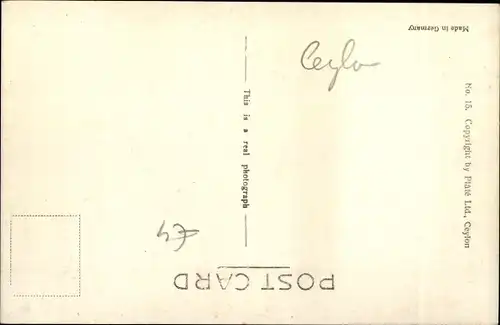 POST CARD
This is a real photograph
No. 15. Copyright by Plâté Ltd., Ceylon
Made in Germany
Ceylon